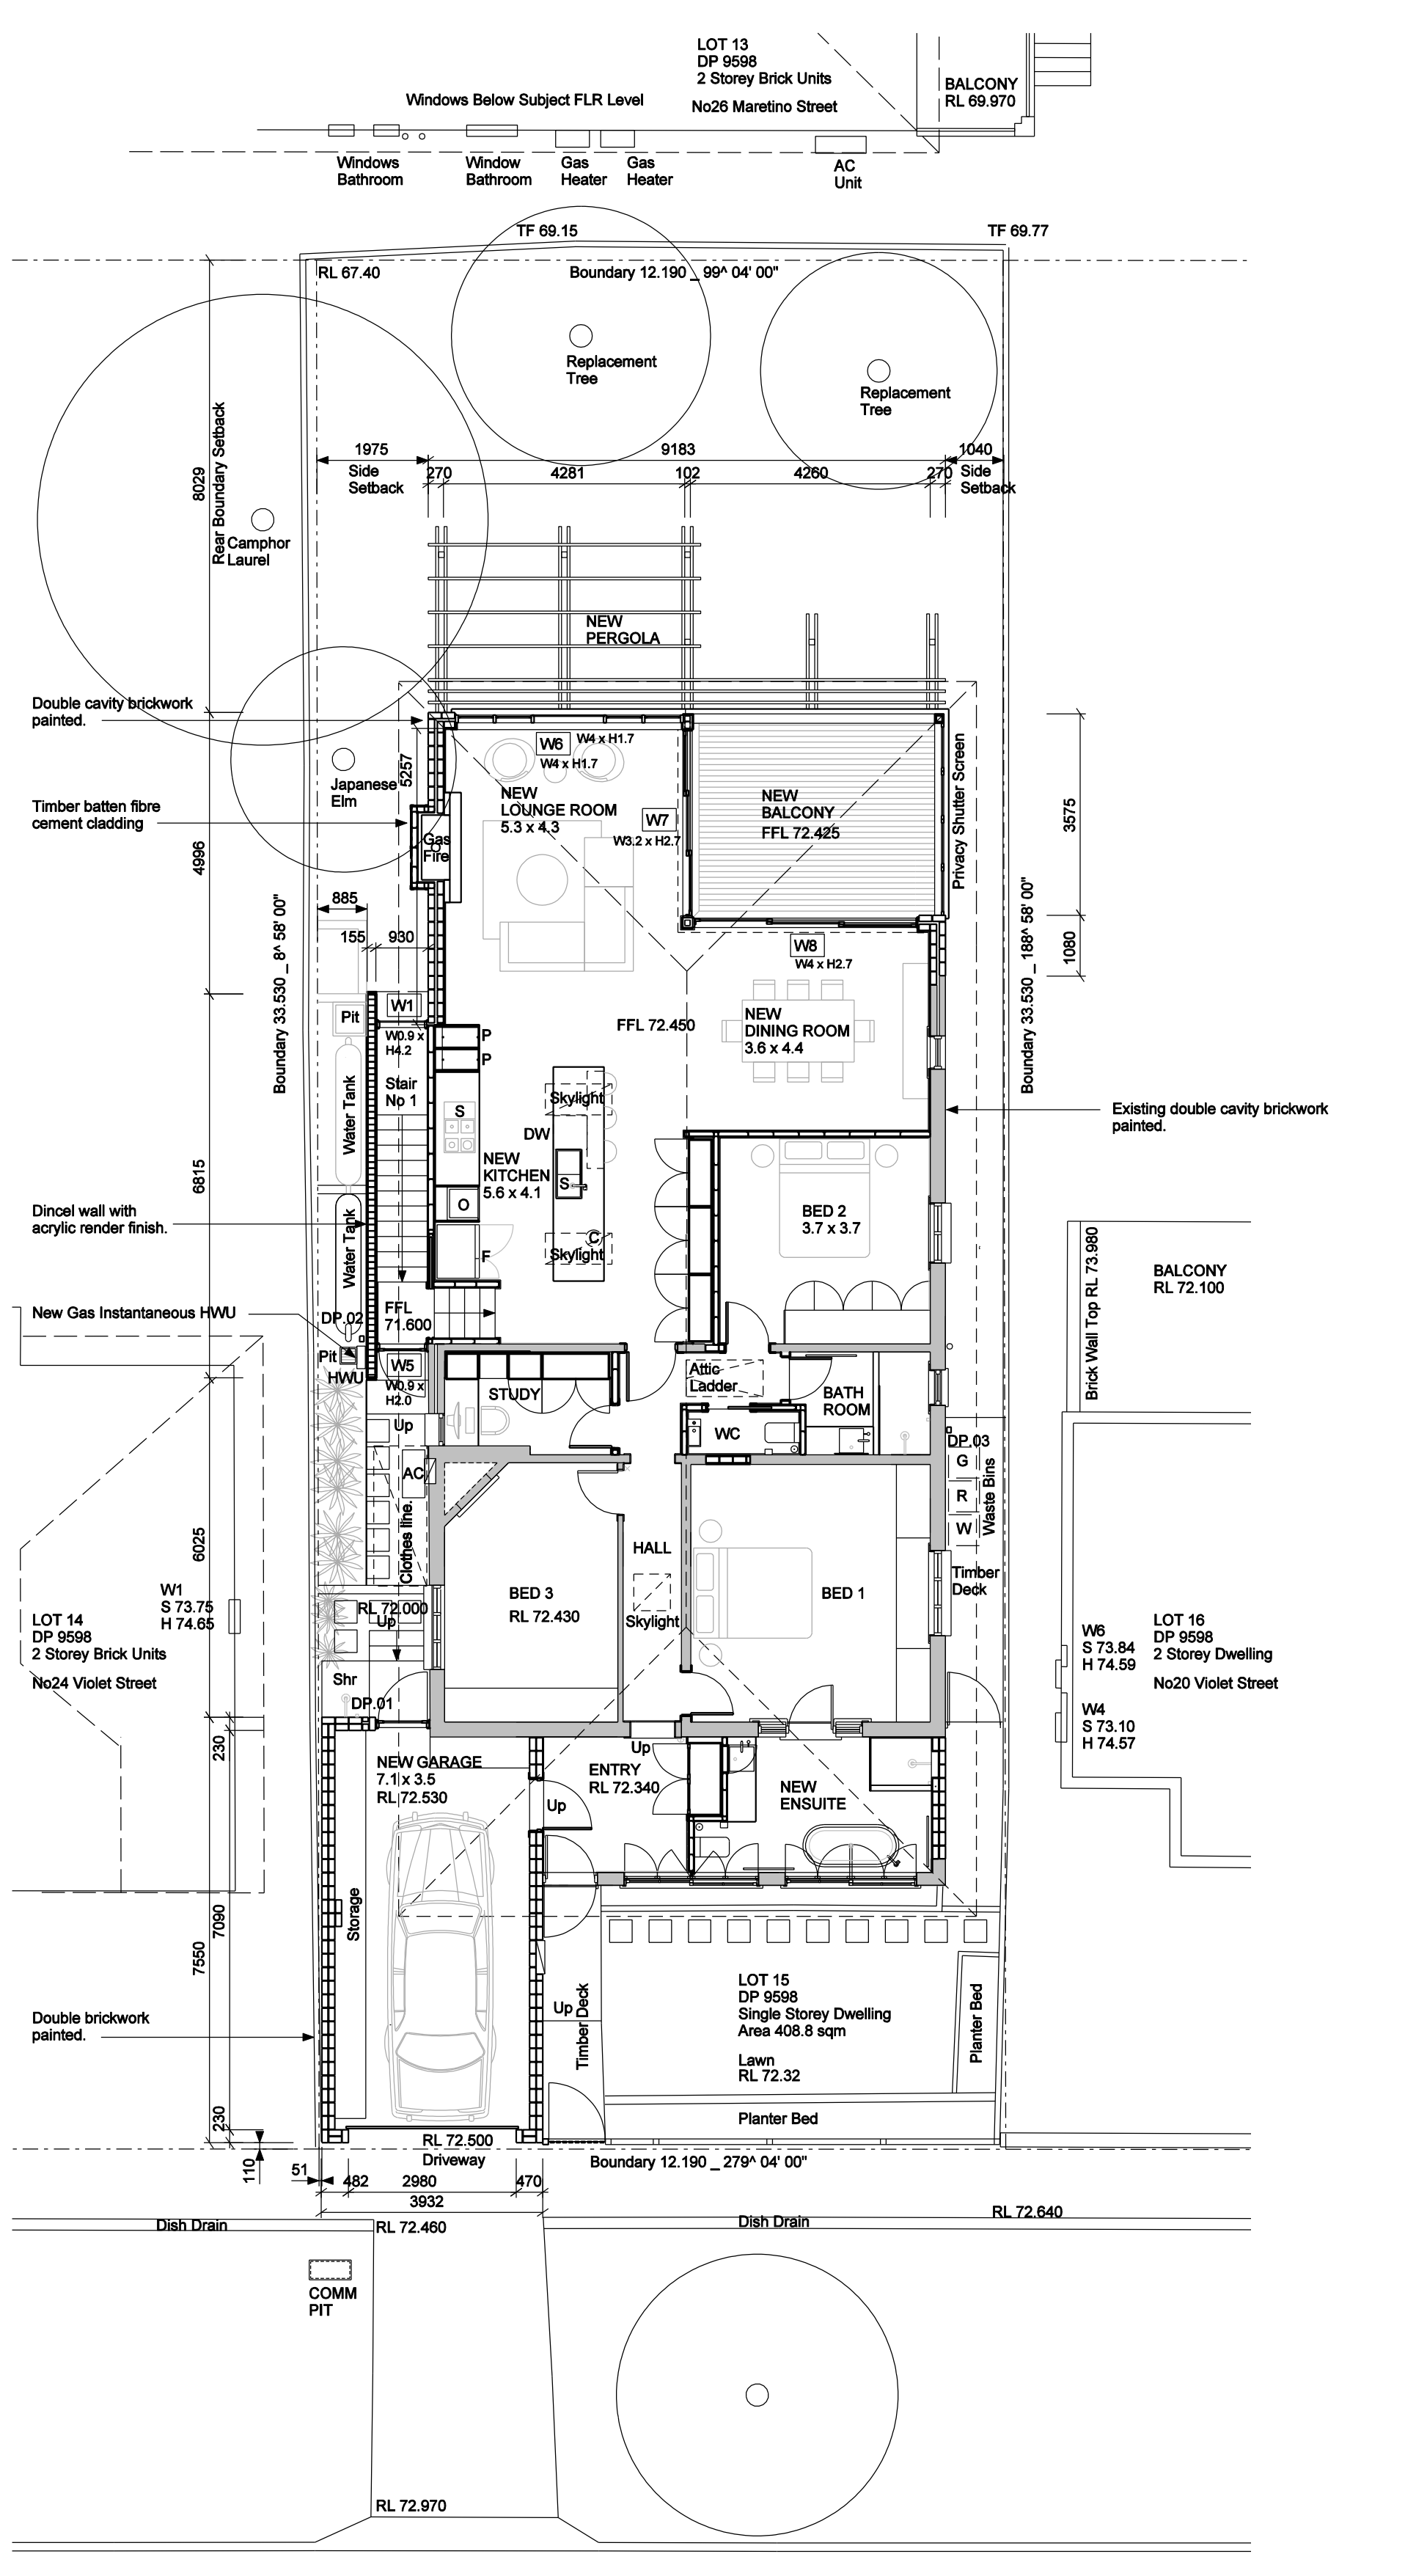 LOT 13
DP 9598
2 Storey Brick Units
No26 Maretino Street
BALCONY
RL 69.970
Windows Below Subject FLR Level
Windows
Bathroom
Window
Bathroom
Gas
Heater
Gas
Heater
AC
Unit
TF 69.15
TF 69.77
RL 67.40
Boundary 12.190 _ 99^ 04' 00"
Replacement
Tree
Replacement
Tree
8029
Rear Boundary Setback
1975
Side
Setback
9183
1040
Side
Setback
270
4281
102
4260
270
Camphor
Laurel
NEW
PERGOLA
Double cavity brickwork
painted.
Japanese
Elm
5257
W6
W4 x H1.7
W4 x H1.7
NEW
LOUNGE ROOM
5.3 x 4.3
W7
W3.2 x H2.7
NEW
BALCONY
FFL 72.425
Privacy Shutter Screen
3575
Timber batten fibre
cement cladding
Gas
Fire
4996
885
155
930
Boundary 33.530 _ 8^ 58' 00"
W8
W4 x H2.7
1080
Boundary 33.530 _ 188^ 58' 00"
Pit
W1
W0.9 x
H4.2
P
P
FFL 72.450
NEW
DINING ROOM
3.6 x 4.4
Stair
No 1
Water Tank
S
Skylight
DW
Existing double cavity brickwork
painted.
NEW
KITCHEN
5.6 x 4.1
S
O
6815
Dincel wall with
acrylic render finish.
Water Tank
C
Skylight
F
BED 2
3.7 x 3.7
Brick Wall Top RL 73.980
BALCONY
RL 72.100
New Gas Instantaneous HWU
DP.02
FFL
71.600
Pit
HWU
W5
W0.9 x
H2.0
STUDY
Attic
Ladder
BATH
ROOM
Up
WC
DP.03
G
R
W
Waste Bins
AC
Clothes line.
6025
HALL
BED 3
RL 72.430
Skylight
BED 1
Timber
Deck
W1
S 73.75
H 74.65
LOT 14
DP 9598
2 Storey Brick Units
No24 Violet Street
RL 72.000
Up
W6
S 73.84
H 74.59
LOT 16
DP 9598
2 Storey Dwelling
No20 Violet Street
W4
S 73.10
H 74.57
Shr
DP.01
230
NEW GARAGE
7.1 x 3.5
RL 72.530
Up
ENTRY
RL 72.340
Up
NEW
ENSUITE
Storage
7090
7550
LOT 15
DP 9598
Single Storey Dwelling
Area 408.8 sqm
Lawn
RL 72.32
Up
Timber Deck
Planter Bed
Double brickwork
painted.
230
Planter Bed
RL 72.500
Driveway
Boundary 12.190 _ 279^ 04' 00"
110
51
482
2980
470
3932
Dish Drain
RL 72.460
Dish Drain
RL 72.640
COMM
PIT
RL 72.970